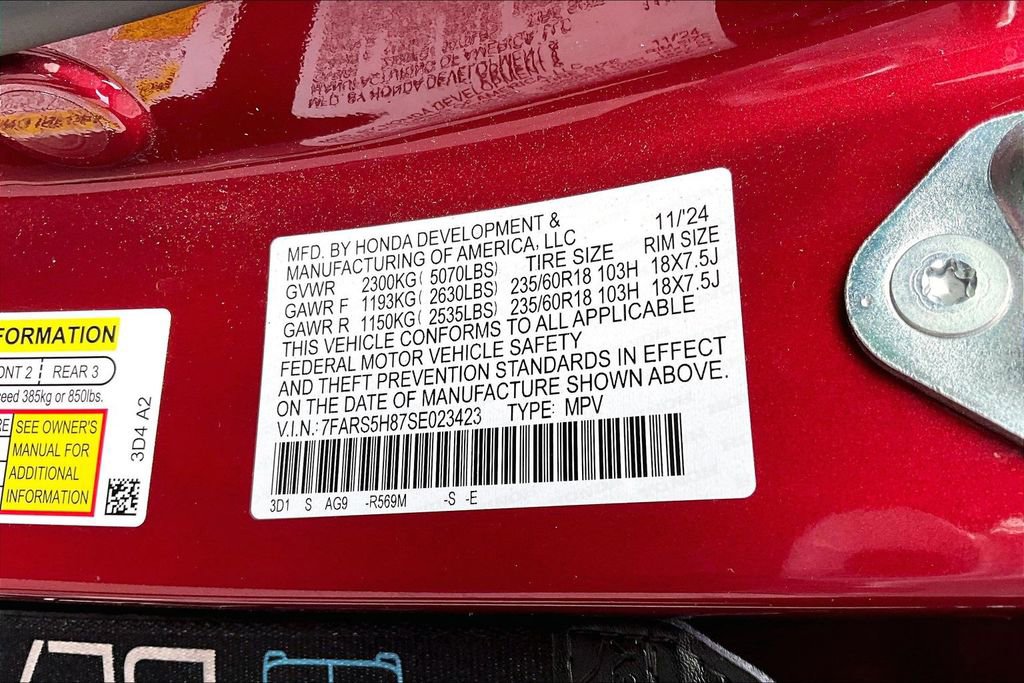 MFD. BY HONDA DEVELOPMENT & 11/'24
MANUFACTURING OF AMERICA, LLC
TIRE SIZE RIM SIZE
GVWR 2300KG( 5070LBS)
GAWR F 1193KG( 2630LBS) 235/60R18 103H 18X7.5J
GAWR R 1150KG( 2535LBS) 235/60R18 103H 18X7.5J
THIS VEHICLE CONFORMS TO ALL APPLICABLE
FEDERAL MOTOR VEHICLE SAFETY
AND THEFT PREVENTION STANDARDS IN EFFECT
ON THE DATE OF MANUFACTURE SHOWN ABOVE.
V.I.N.: 7FARS5H87SE023423 TYPE: MPV
3D1 S AG9 -R569M -S -E
FORMATION
ONT 2 REAR 3
eed 385kg or 850lbs.
RE
SEE OWNER'S
MANUAL FOR
ADDITIONAL
INFORMATION
3D4 A2